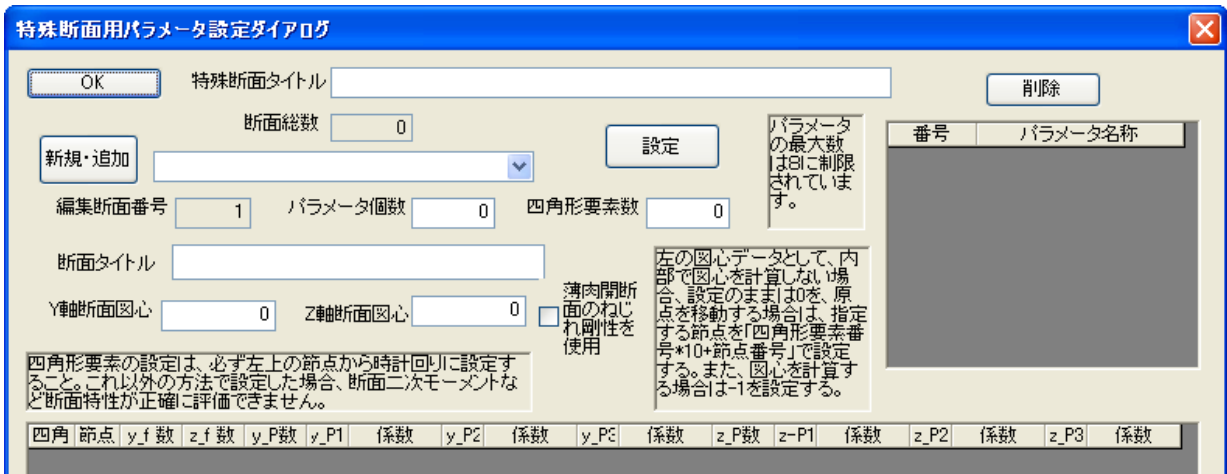 特殊断面用パラメータ設定ダイアログ
OK
特殊断面タイトル
削除
断面総数
0
新規・追加
設定
パラメータ
の最大数
は8に制限
されていま
す。
番号 パラメータ名称
編集断面番号
1
パラメータ個数
0
四角形要素数
0
断面タイトル
Y軸断面図心
0
Z軸断面図心
0
薄肉開断
面のねじ
れ剛性を
使用
左の図心データとして、内
部で図心を計算しない場
合、設定のままは0を、原
点を移動する場合は、指定
する節点を「四角形要素番
号*10+節点番号」で設定
する。また、図心を計算す
る場合は-1を設定する。
四角形要素の設定は、必ず左上の節点から時計回りに設定す
ること。これ以外の方法で設定した場合、断面二次モーメントな
ど断面特性が正確に評価できません。
四角 節点 y_f 数 z_f 数 y_P数 y_P1 係数 y_P2 係数 y_P3 係数 z_P数 z-P1 係数 z_P2 係数 z_P3 係数